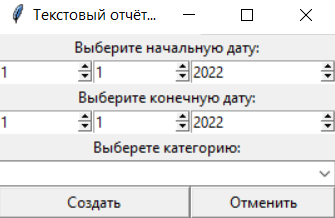 Текстовый отчёт...
Выберите начальную дату:
1 1 2022
Выберите конечную дату:
1 1 2022
Выберете категорию:
Создать Отменить